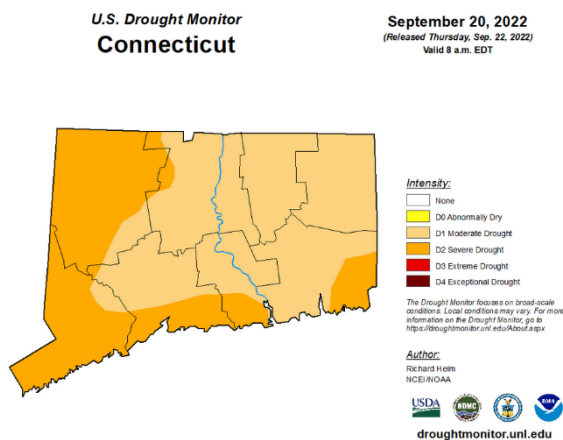 U.S. Drought Monitor
Connecticut
September 20, 2022
(Released Thursday, Sep. 22, 2022)
Valid 8 a.m. EDT
Intensity:
None
D0 Abnormally Dry
D1 Moderate Drought
D2 Severe Drought
D3 Extreme Drought
D4 Exceptional Drought
The Drought Monitor focuses on broad-scale
conditions. Local conditions may vary. For more
information on the Drought Monitor, go to
https://droughtmonitor.unl.edu/About.aspx
Author:
Richard Heim
NCEI/NOAA
USDA
NDMC
NOAA
droughtmonitor.unl.edu